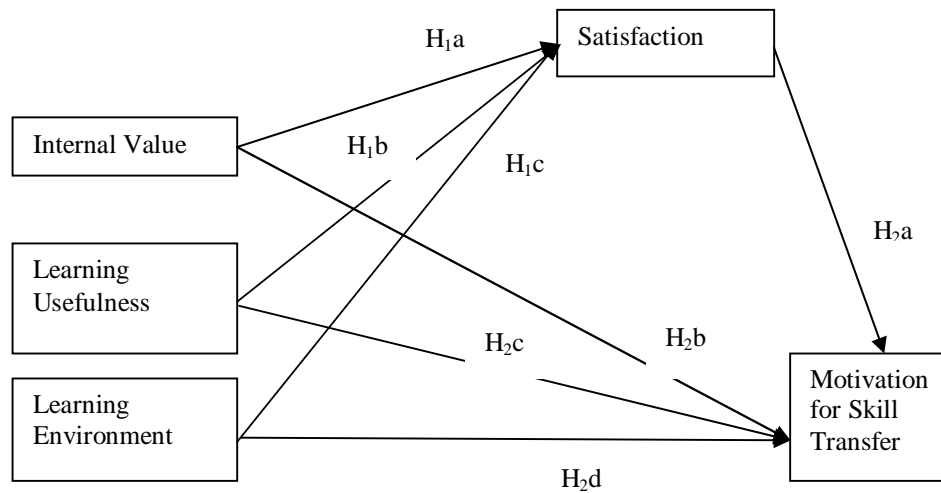 H₁a
Satisfaction
Internal Value
H₁b
H₁c
H₂a
Learning
Usefulness
H₂c
H₂b
Learning
Environment
Motivation
for Skill
Transfer
H₂d